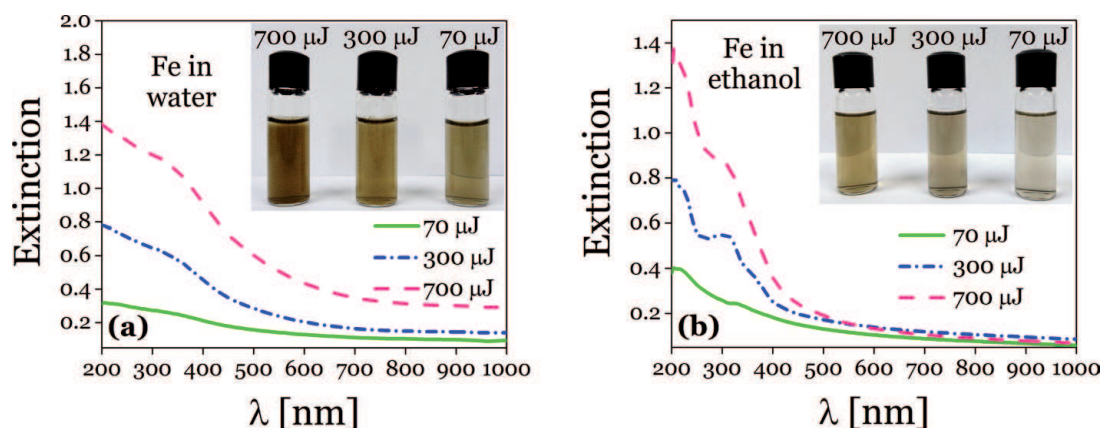 2.0
1.8
1.6
1.4
1.2
1.0
0.8
0.6
0.4
0.2
Extinction
Fe in
water
700 μJ 300 μJ 70 μJ
70 μJ
300 μJ
700 μJ
(a)
200 300 400 500 600 700 800 900 1000
λ [nm]
1.4
1.2
1.0
0.8
0.6
0.4
0.2
Extinction
Fe in
ethanol
700 μJ 300 μJ 70 μJ
70 μJ
300 μJ
700 μJ
(b)
200 300 400 500 600 700 800 900 1000
λ [nm]